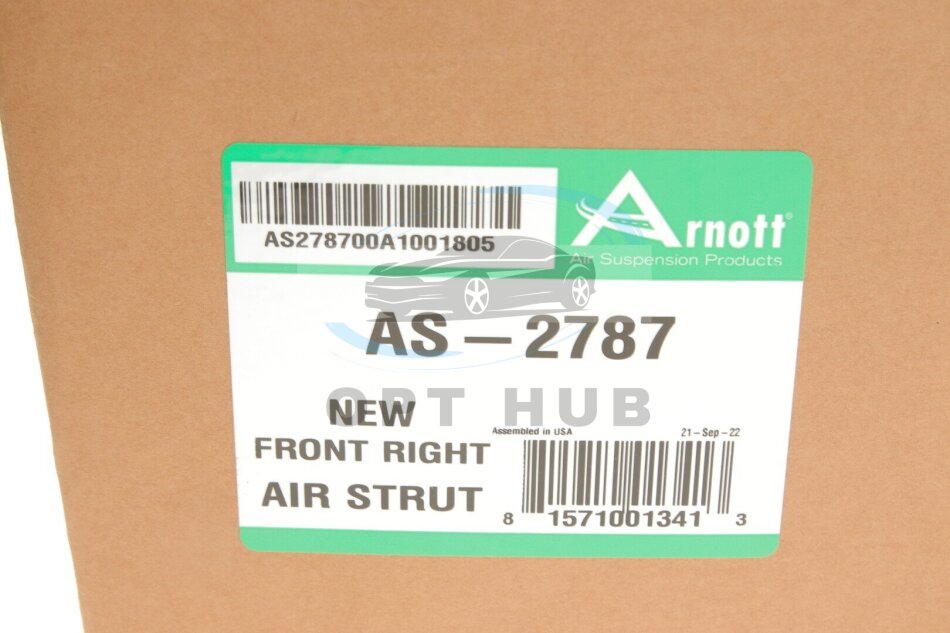 AS278700A1001805
Arnott®
Air Suspension Products
AS-2787
OPT HUB
NEW
FRONT RIGHT
AIR STRUT
Assembled in USA
21-Sep-22
8 1571001341 3